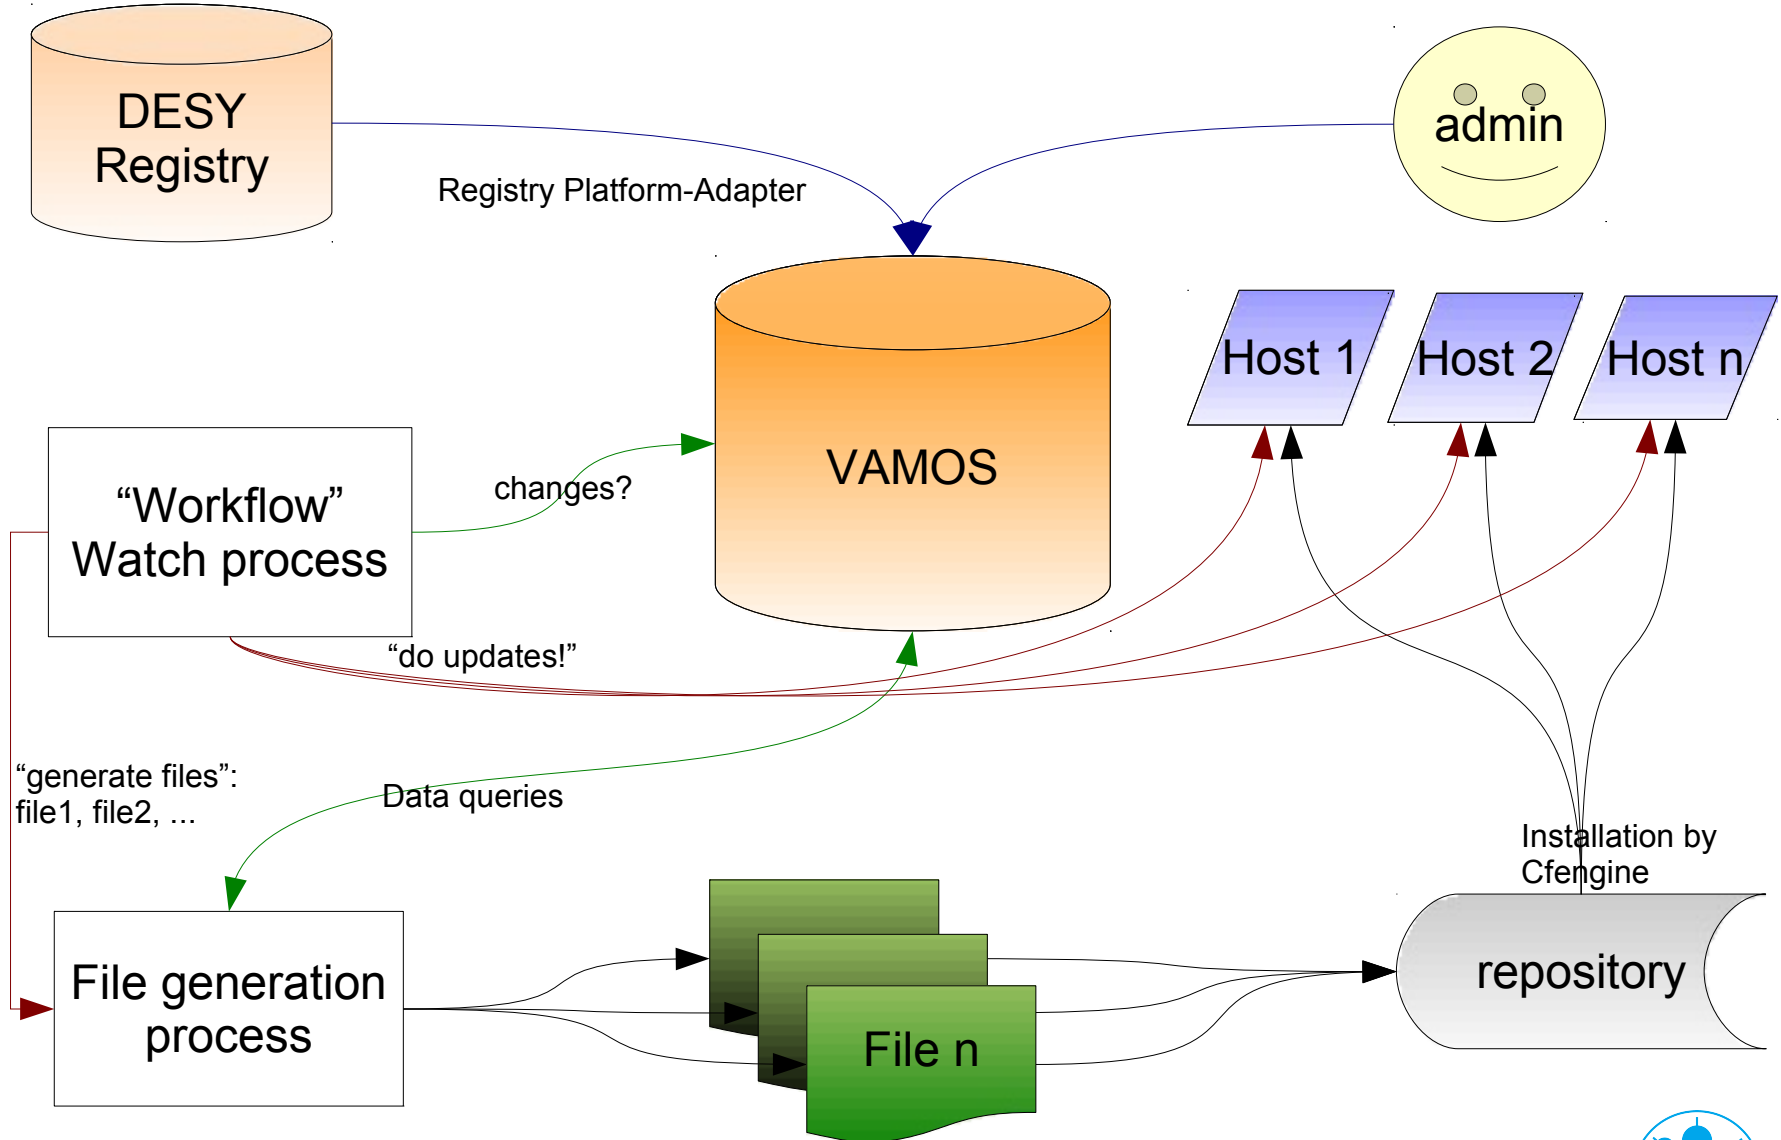 DESY
Registry
admin
Registry Platform-Adapter
Host 1
Host 2
Host n
VAMOS
changes?
“Workflow”
Watch process
“do updates!”
“generate files”:
file1, file2, ...
Data queries
Installation by
Cfengine
File generation
process
File n
repository